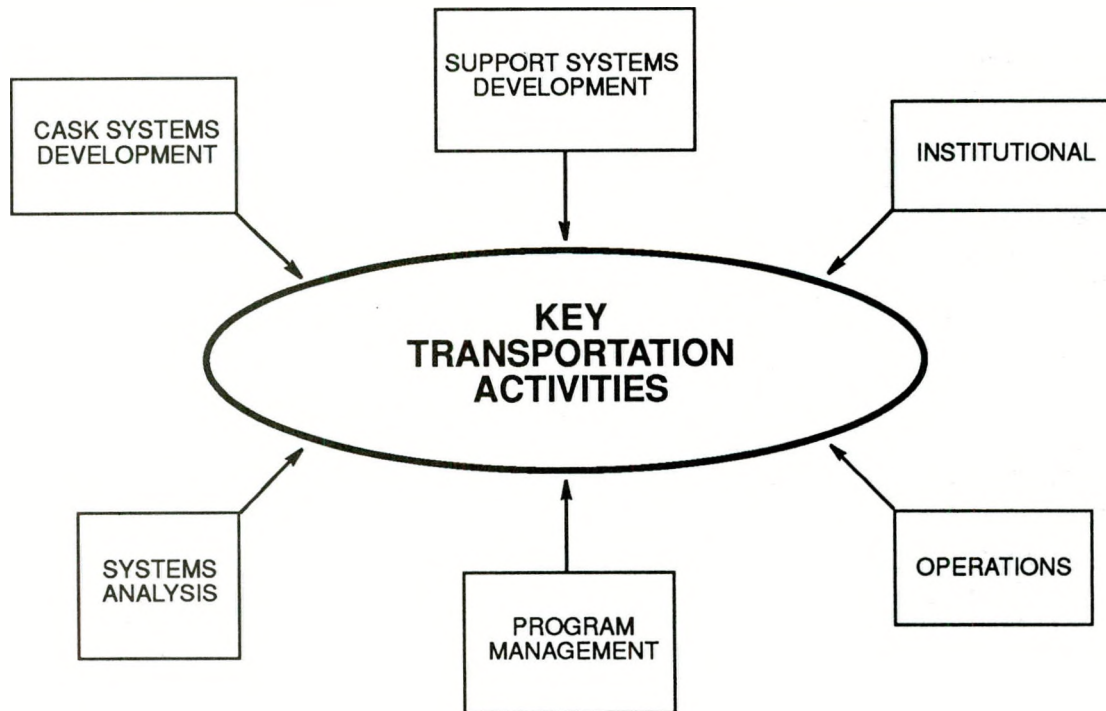 SUPPORT SYSTEMS
DEVELOPMENT
CASK SYSTEMS
DEVELOPMENT
INSTITUTIONAL
KEY
TRANSPORTATION
ACTIVITIES
SYSTEMS
ANALYSIS
OPERATIONS
PROGRAM
MANAGEMENT